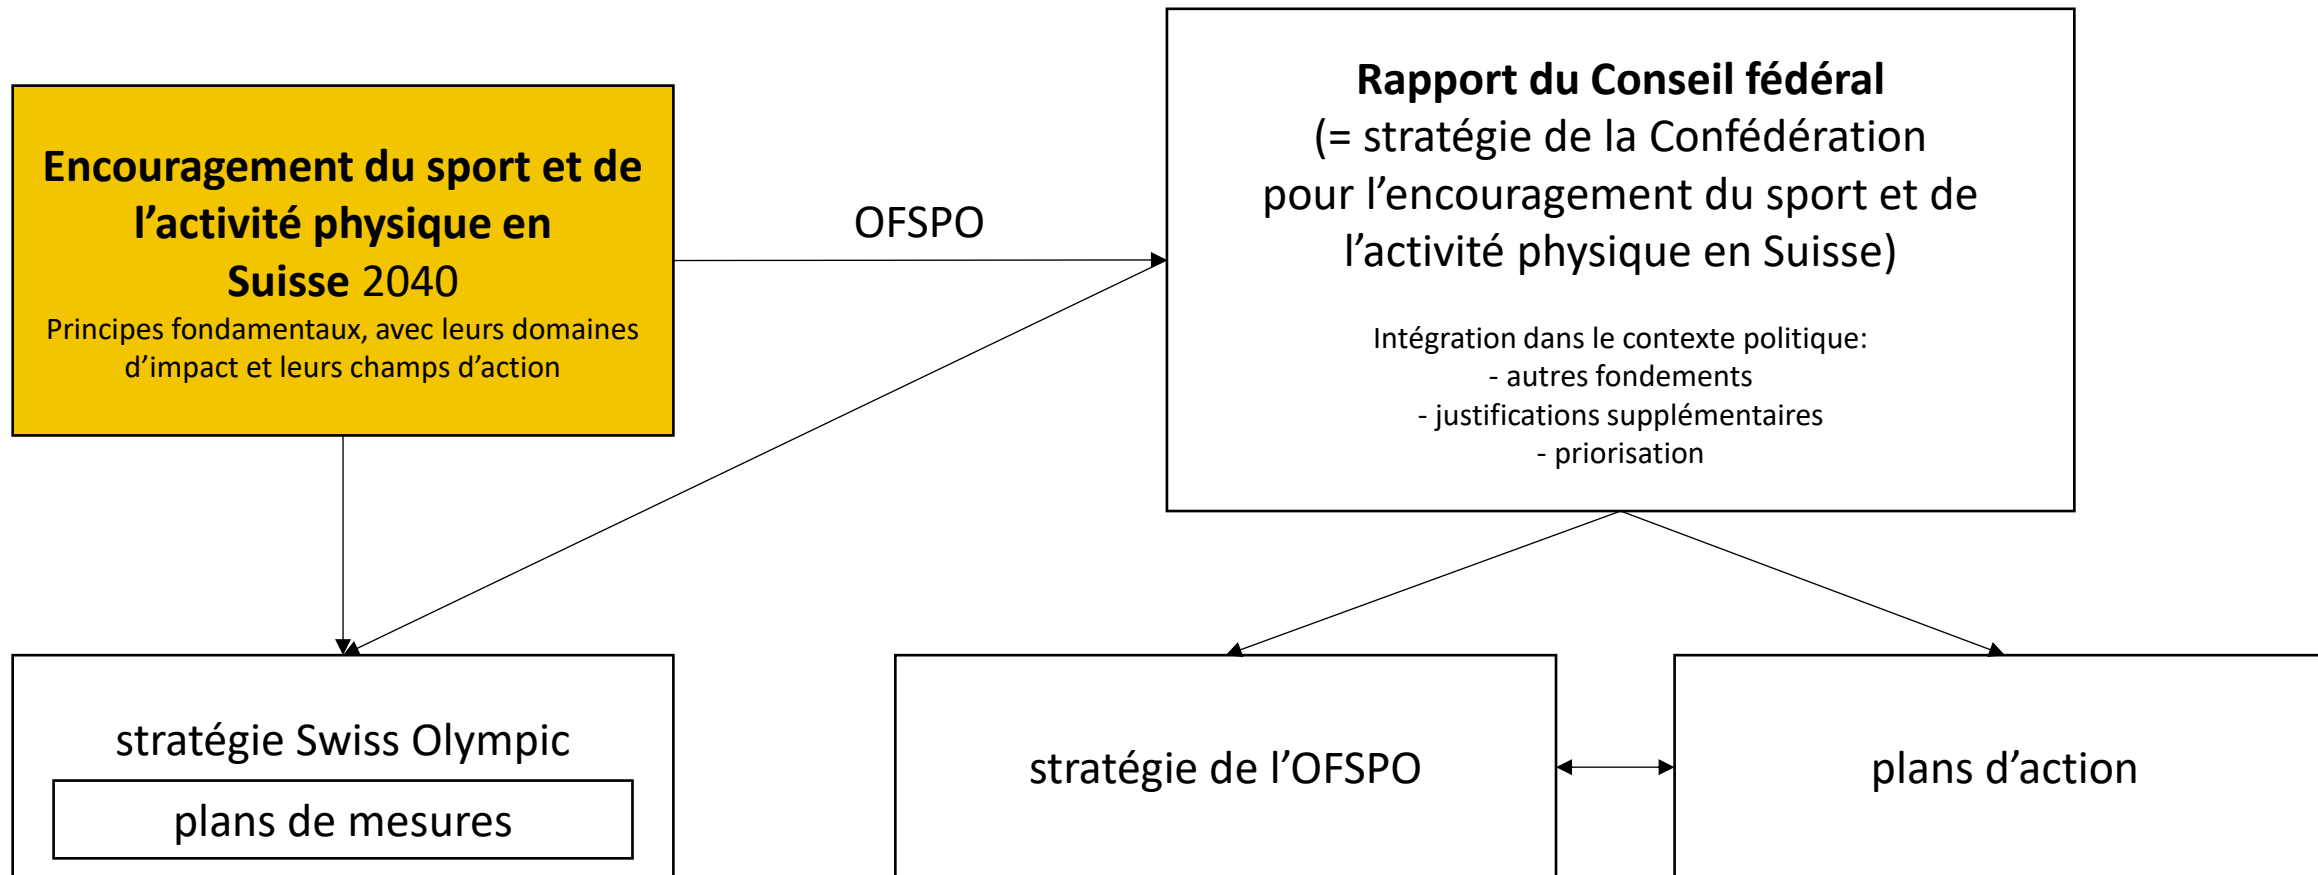 Encouragement du sport et de
l’activité physique en
Suisse 2040
Principes fondamentaux, avec leurs domaines
d’impact et leurs champs d’action
OFSPO
Rapport du Conseil fédéral
(= stratégie de la Confédération
pour l’encouragement du sport et de
l’activité physique en Suisse)
Intégration dans le contexte politique:
- autres fondements
- justifications supplémentaires
- priorisation
stratégie Swiss Olympic
plans de mesures
stratégie de l’OFSPO
plans d’action